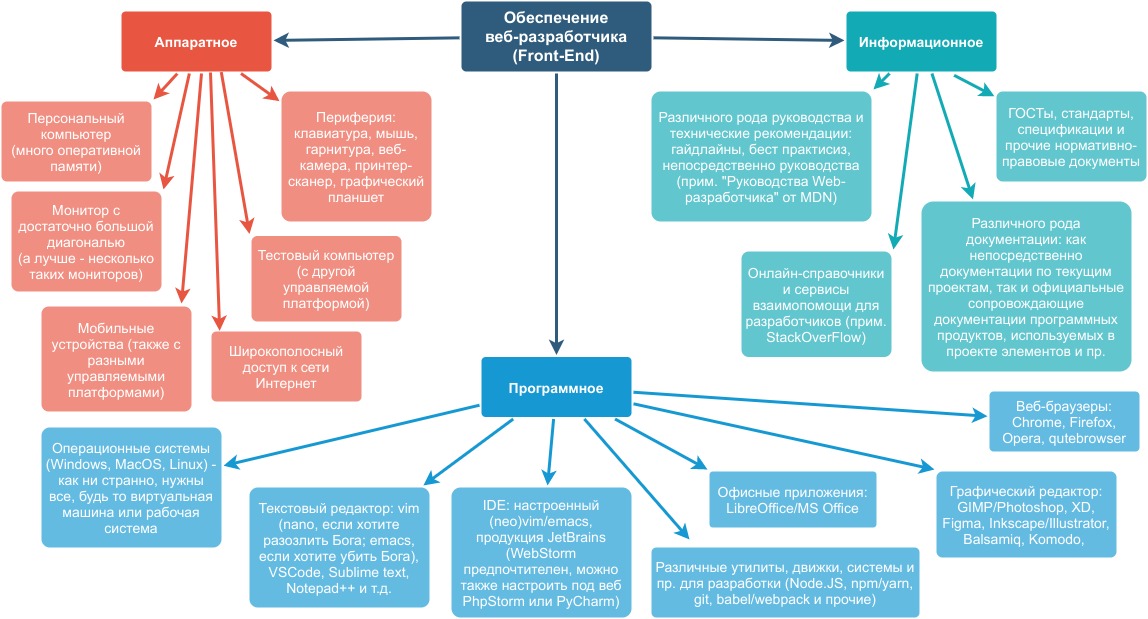 Обеспечение
веб-разработчика
(Front-End)
Аппаратное
Персональный
компьютер
(много оперативной
памяти)
Монитор с
достаточно большой
диагональю
(а лучше - несколько
таких мониторов)
Мобильные
устройства (также с
разными
управляемыми
платформами)
Широкополосный
доступ к сети
Интернет
Тестовый компьютер
(с другой
управляемой
платформой)
Периферия:
клавиатура, мышь,
гарнитура, веб-
камера, принтер-
сканер, графический
планшет
Информационное
Различного рода руководства и
технические рекомендации:
гайдлайны, бест практисиз,
непосредственно руководства
(прим. "Руководства Web-
разработчика" от MDN)
Онлайн-справочники
и сервисы
взаимопомощи для
разработчиков (прим.
StackOverFlow)
Различного рода
документации: как
непосредственно
документации по текущим
проектам, так и официальные
сопровождающие
документации программных
продуктов, используемых в
проекте элементов и пр.
ГОСТы, стандарты,
спецификации и
прочие нормативно-
правовые документы
Программное
Операционные системы
(Windows, MacOS, Linux) -
как ни странно, нужны
все, будь то виртуальная
машина или рабочая
система
Текстовый редактор: vim
(nano, если хотите
разозлить Бога; emacs,
если хотите убить Бога),
VSCode, Sublime text,
Notepad++ и т.д.
IDE: настроенный
(neo)vim/emacs,
продукция JetBrains
(WebStorm
предпочтителен, можно
также настроить под веб
PhpStorm или PyCharm)
Различные утилиты, движки, системы и
пр. для разработки (Node.JS, npm/yarn,
git, babel/webpack и прочие)
Офисные приложения:
LibreOffice/MS Office
Графический редактор:
GIMP/Photoshop, XD,
Figma, Inkscape/Illustrator,
Balsamiq, Komodo,
Веб-браузеры:
Chrome, Firefox,
Opera, qutebrowser